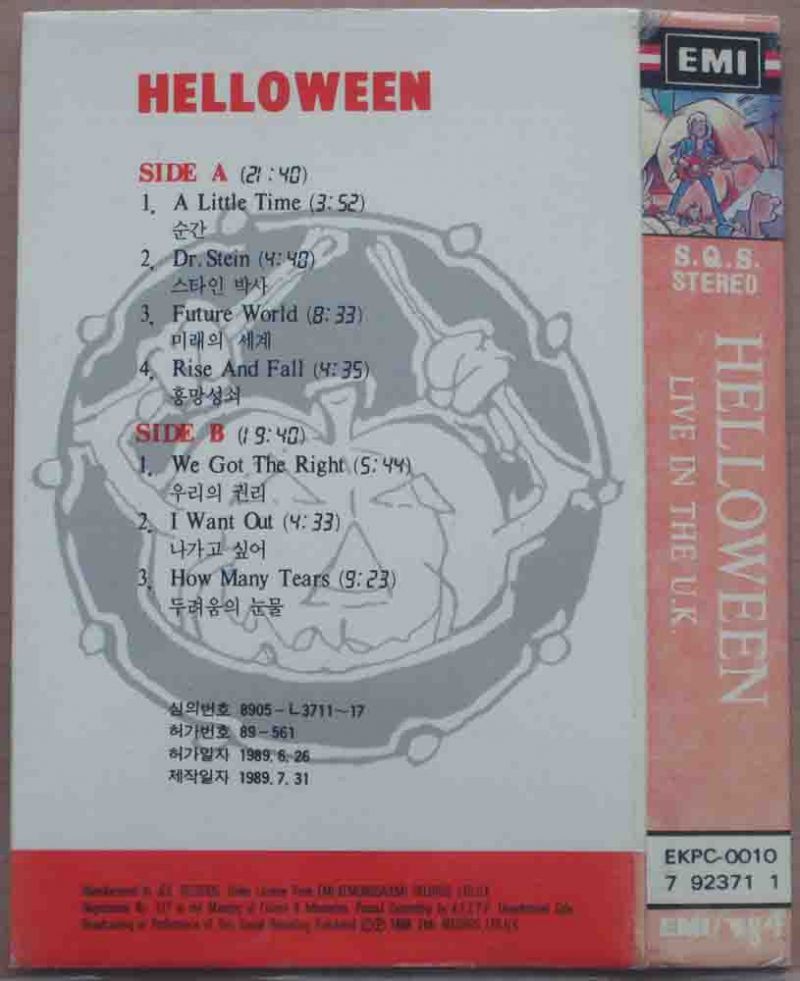 HELLOWEEN
SIDE A (21:40)
1. A Little Time (3:52)
순간
2. Dr. Stein (4:40)
스타인 박사
3. Future World (8:33)
미래의 세계
4. Rise And Fall (4:35)
흥망성쇠
SIDE B (19:40)
1. We Got The Right (5:44)
우리의 권리
2. I Want Out (4:33)
나가고 싶어
3. How Many Tears (9:23)
두려움의 눈물
심의번호 8905-ㄴ3711~17
허가번호 89-561
허가일자 1989. 6. 26
제작일자 1989. 7. 31
EMI
S.Q.S.
STEREO
HELLOWEEN
LIVE IN THE U.K.
EKPC-0010
7 92371 1
EMI